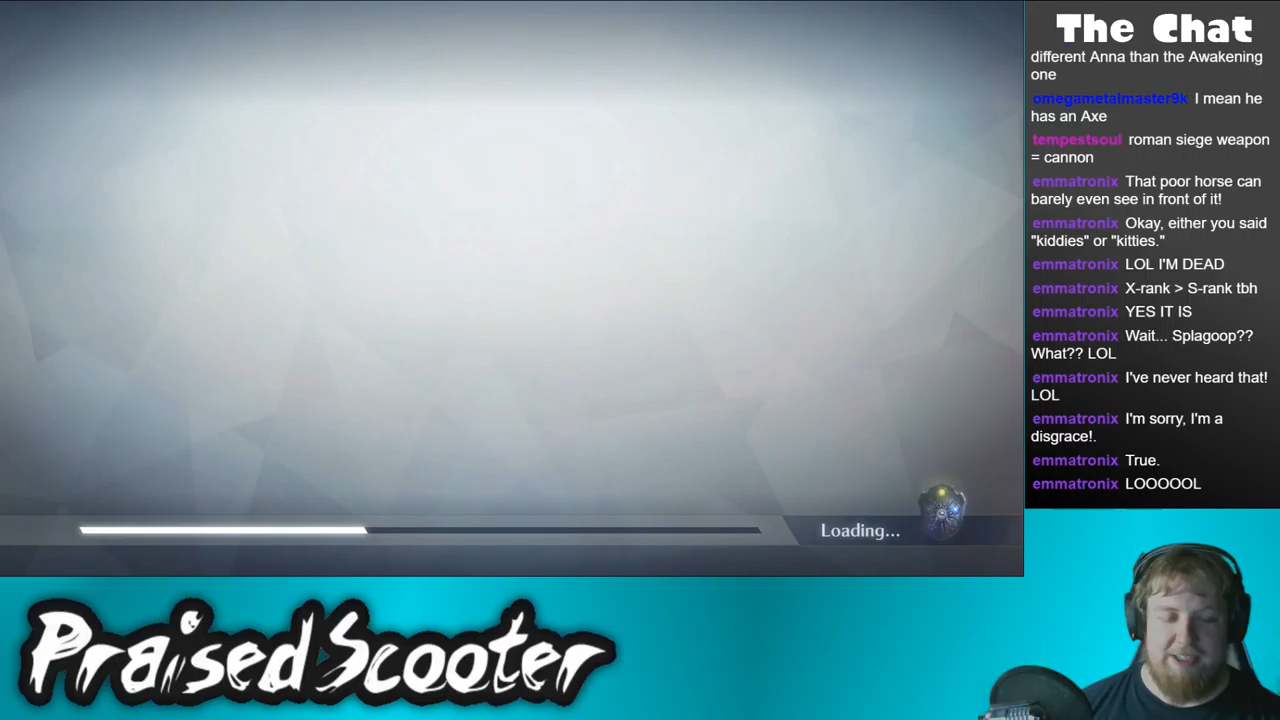 The Chat
different Anna than the Awakening
one
omegametalmaster9k I mean he
has an Axe
tempestsoul roman siege weapon
= cannon
emmatronix That poor horse can
barely even see in front of it!
emmatronix Okay, either you said
"kiddies" or "kitties."
emmatronix LOL I'M DEAD
emmatronix X-rank > S-rank tbh
emmatronix YES IT IS
emmatronix Wait... Splagoop??
What?? LOL
emmatronix I've never heard that!
LOL
emmatronix I'm sorry, I'm a
disgrace!.
emmatronix True.
emmatronix LOOOOOL
Loading...
PraisedScooter